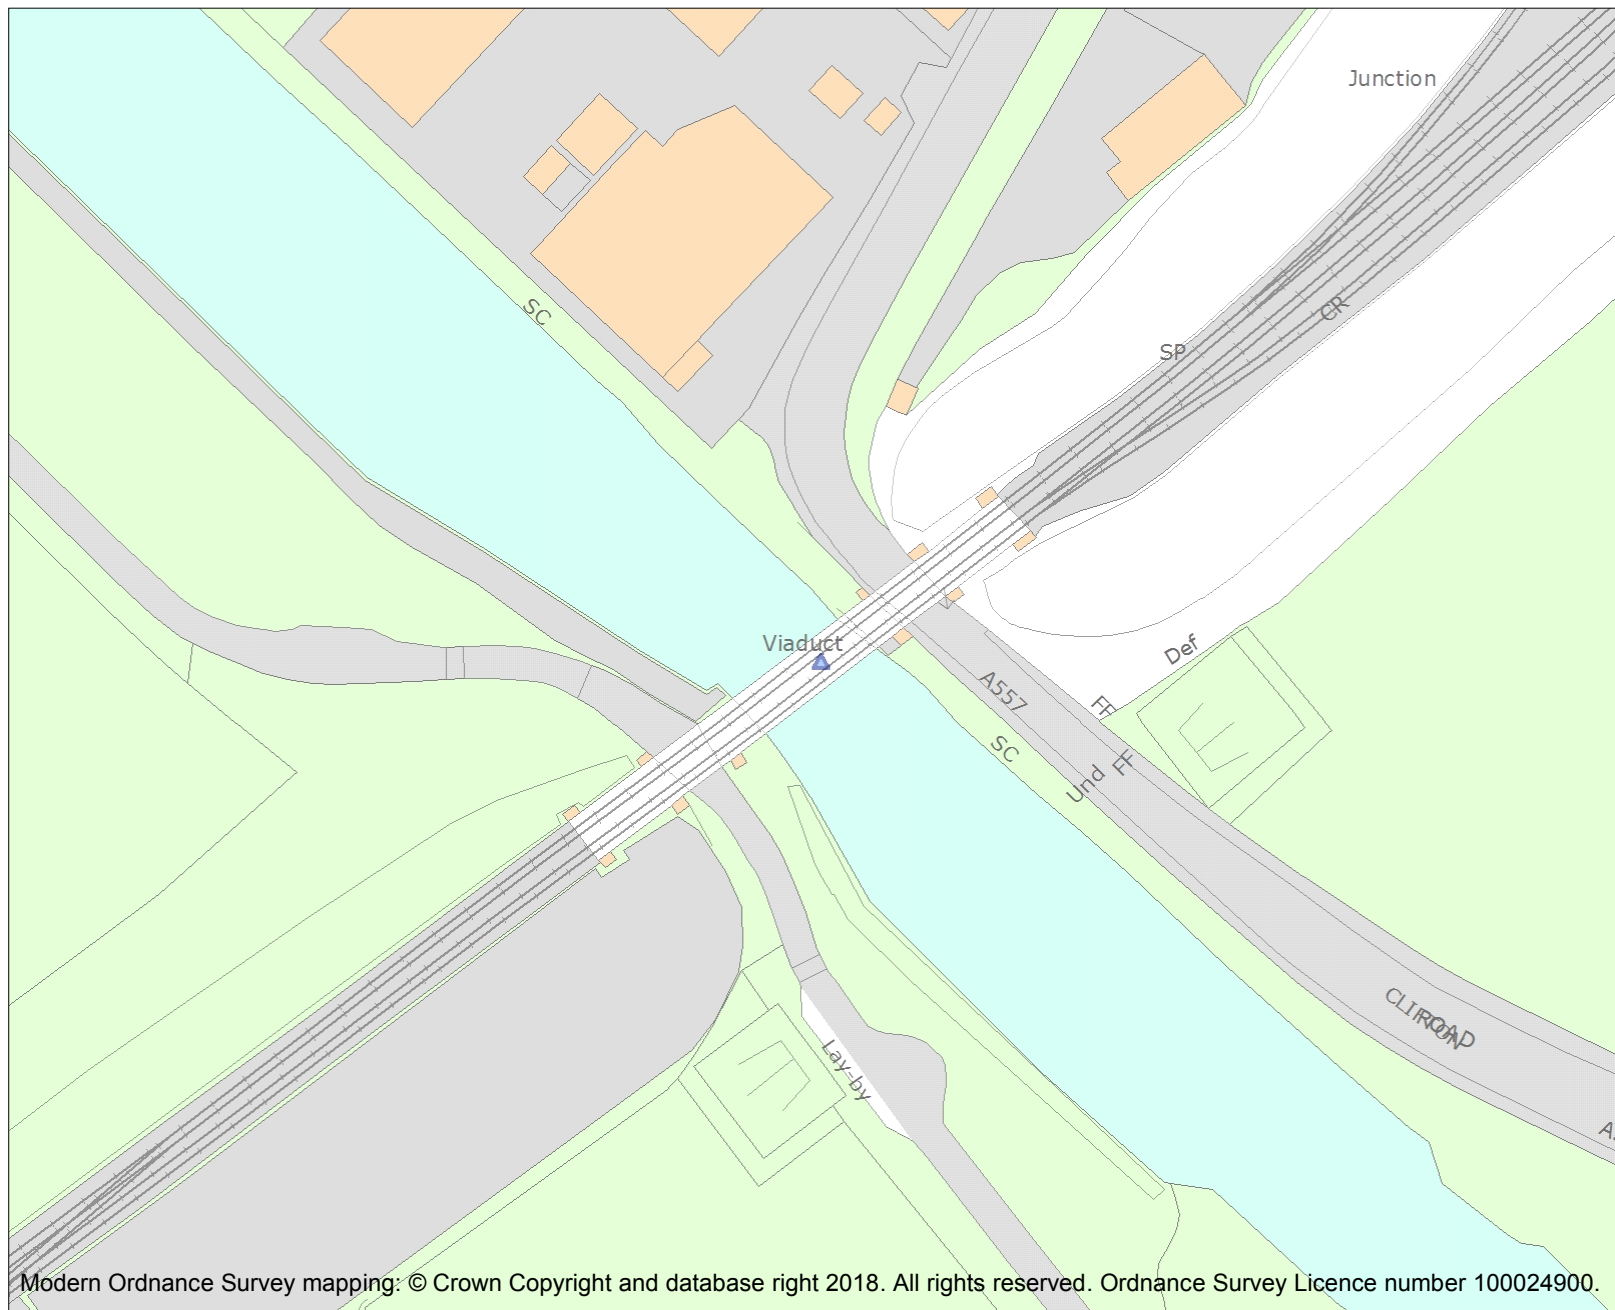 Junction
SC
CR
SP
Viaduct
Def
A557
FF
SC
Und
FF
CLIFTON
ROAD
Lay-by
Modern Ordnance Survey mapping: © Crown Copyright and database right 2018. All rights reserved. Ordnance Survey Licence number 100024900.